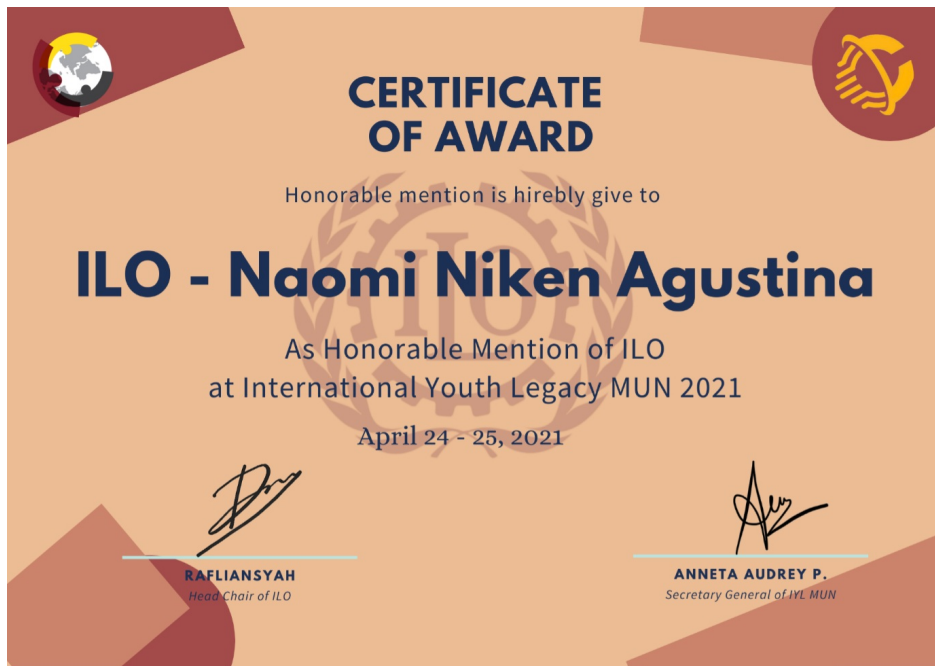 CERTIFICATE
OF AWARD
Honorable mention is hirebly give to
ILO - Naomi Niken Agustina
ILO
As Honorable Mention of ILO
at International Youth Legacy MUN 2021
April 24 - 25, 2021
RAFLIANSYAH
Head Chair of ILO
ANNETA AUDREY P.
Secretary General of IYL MUN